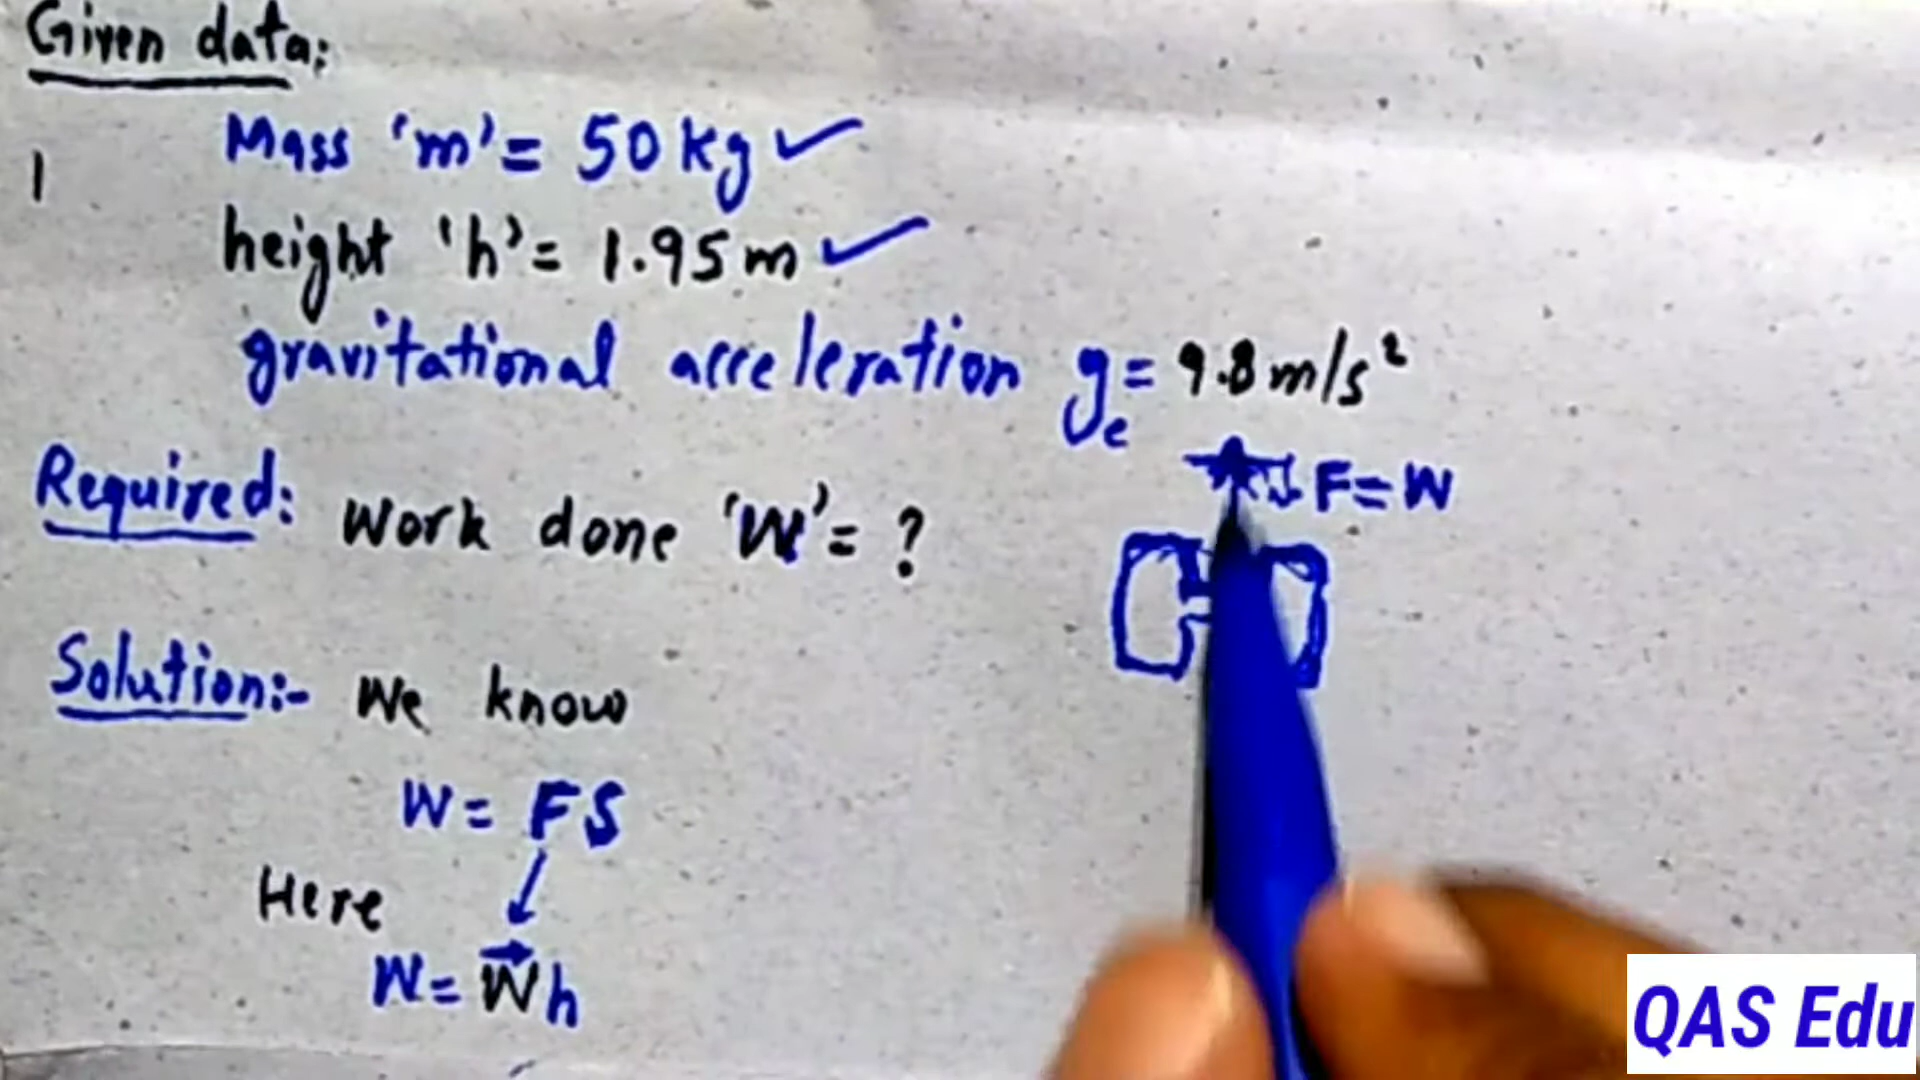 Given data:
Mass 'm' = 50 kg ✓
1
height 'h' = 1.95 m ✓
gravitational acceleration ge = 9.8 m/s²
F = W
Required: Work done 'W' = ?
Solution:- We know
W = FS
Here
W = W⃗h
QAS Edu